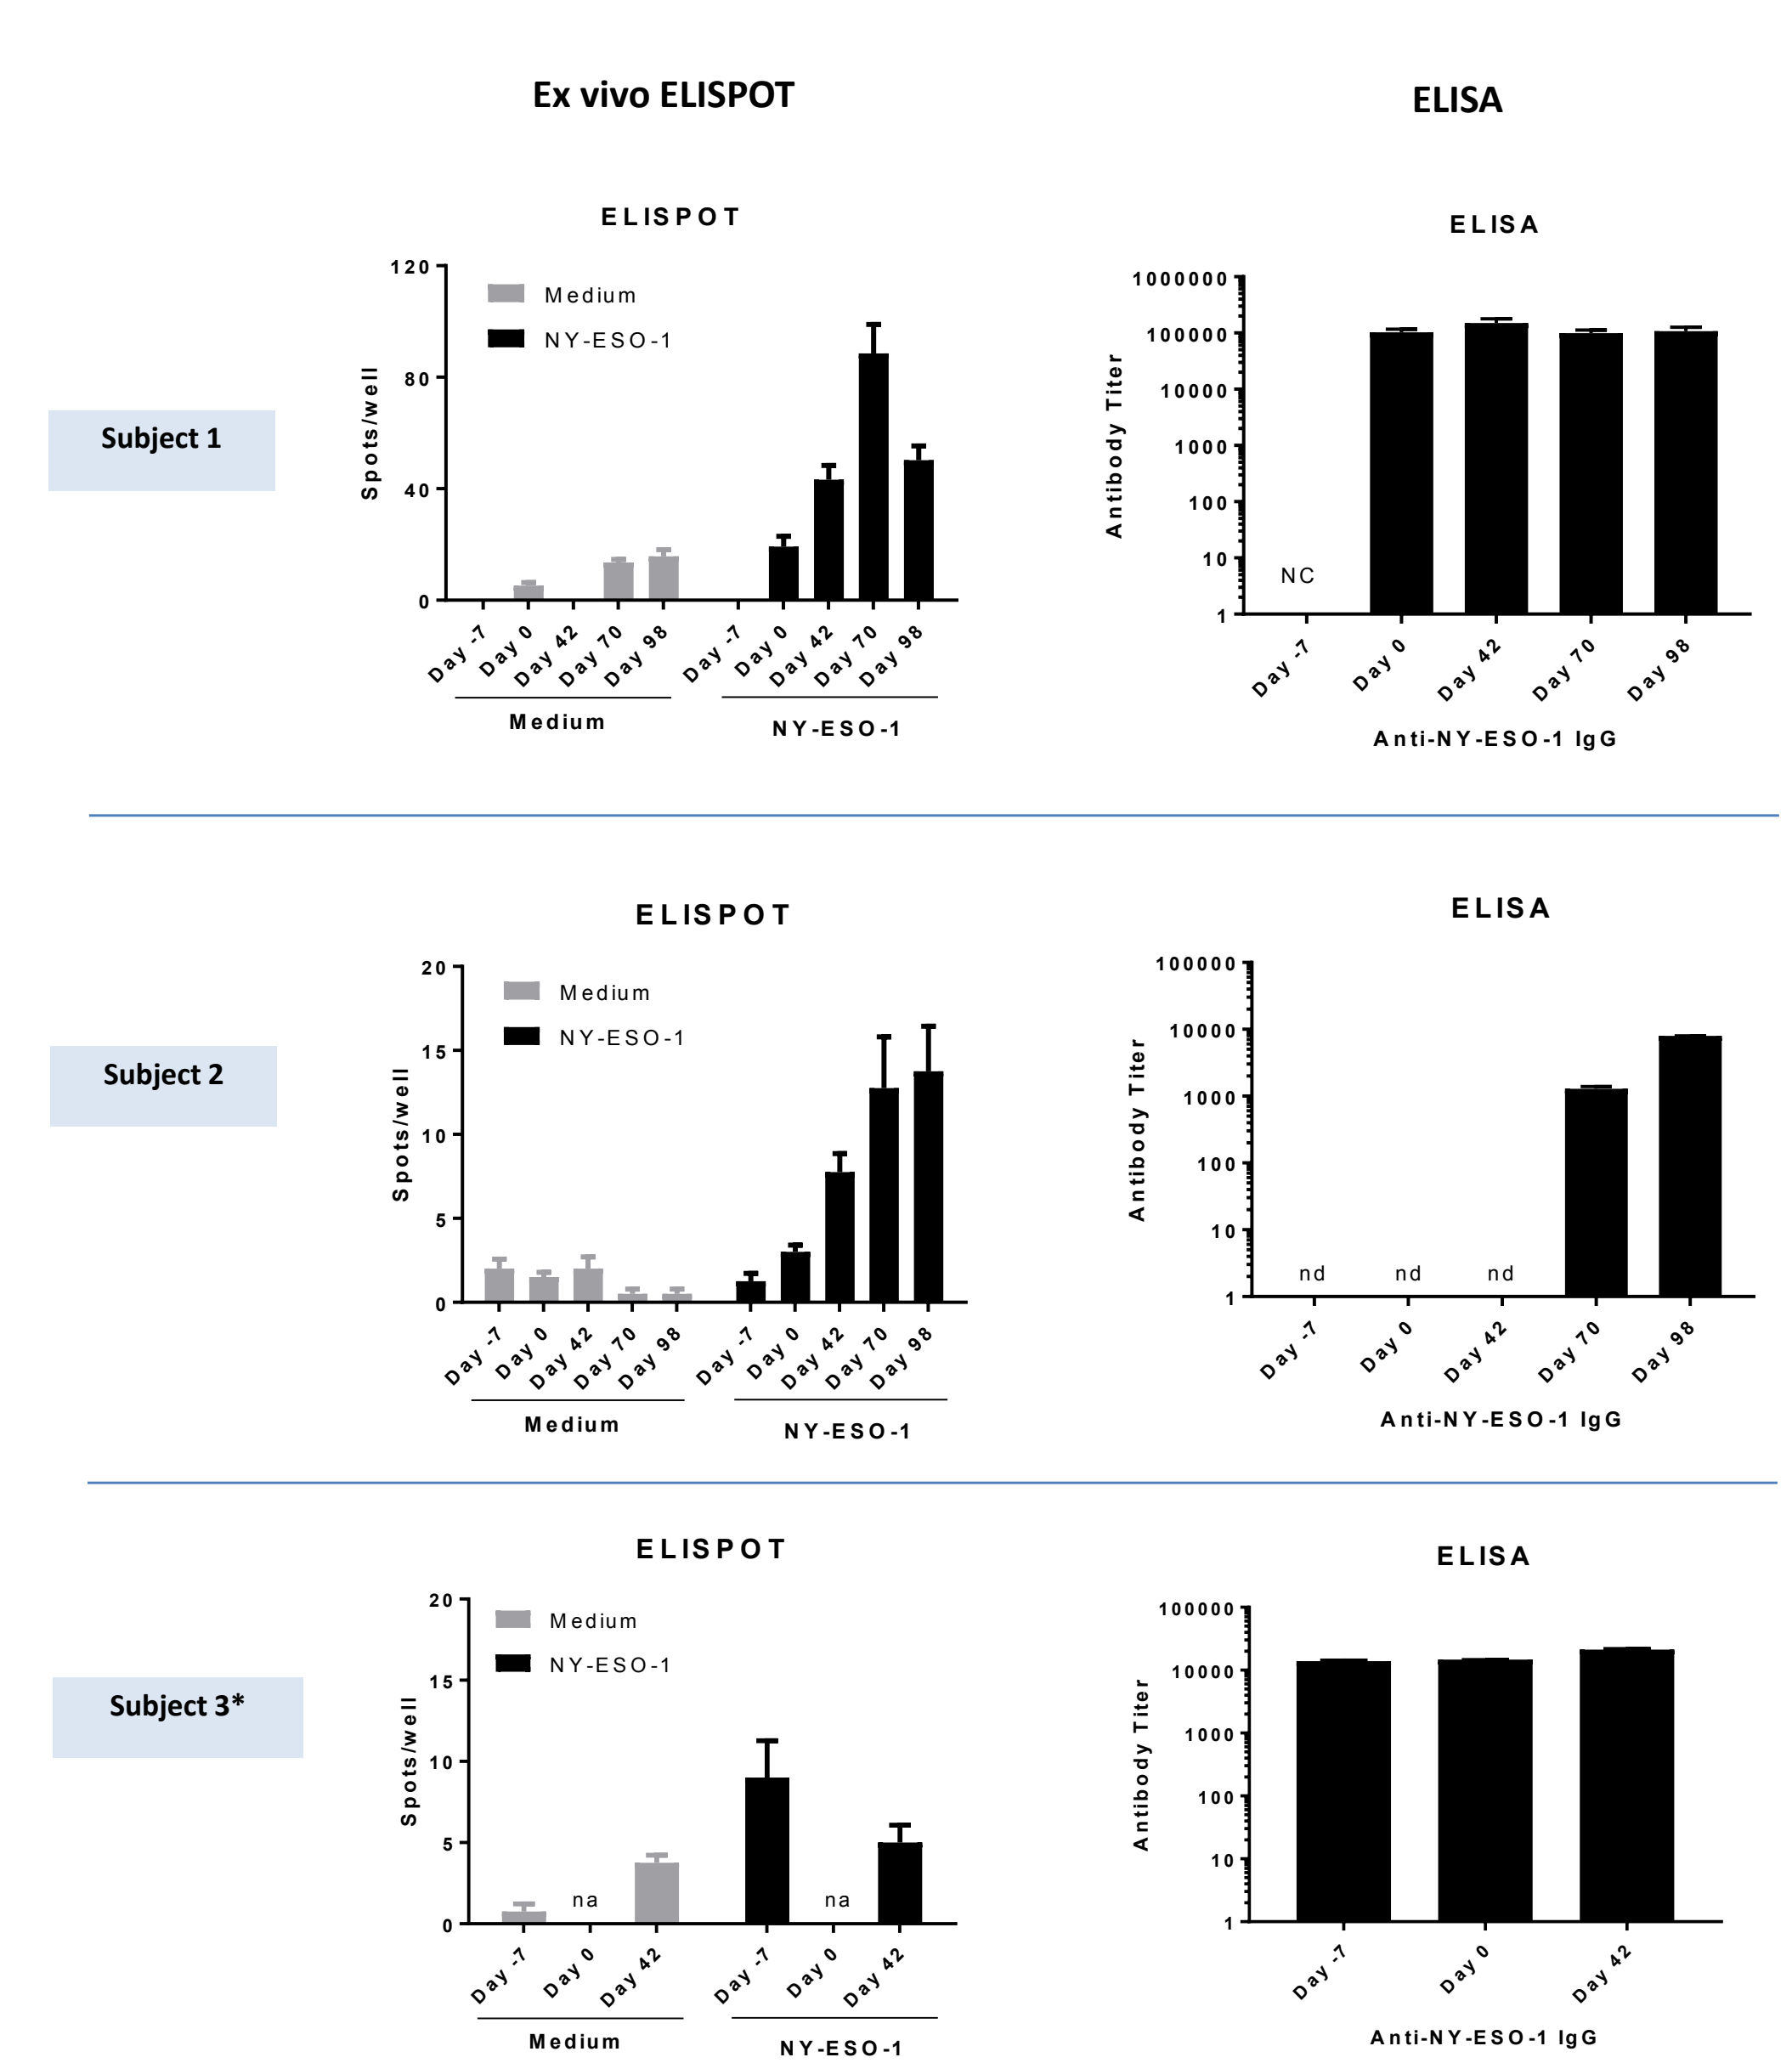 Ex vivo ELISPOT
ELISA
Subject 1
ELISPOT
Medium
NY-ESO-1
Spots/well
120
80
40
0
Day -7
Day 0
Day 42
Day 70
Day 98
Day -7
Day 0
Day 42
Day 70
Day 98
Medium
NY-ESO-1
ELISA
Antibody Titer
1000000
100000
10000
1000
100
10
1
NC
Day -7
Day 0
Day 42
Day 70
Day 98
Anti-NY-ESO-1 IgG
Subject 2
ELISPOT
Medium
NY-ESO-1
Spots/well
20
15
10
5
0
Day -7
Day 0
Day 42
Day 70
Day 98
Day -7
Day 0
Day 42
Day 70
Day 98
Medium
NY-ESO-1
ELISA
Antibody Titer
100000
10000
1000
100
10
1
nd
nd
nd
Day -7
Day 0
Day 42
Day 70
Day 98
Anti-NY-ESO-1 IgG
Subject 3*
ELISPOT
Medium
NY-ESO-1
Spots/well
20
15
10
5
0
na
na
Day -7
Day 0
Day 42
Day -7
Day 0
Day 42
Medium
NY-ESO-1
ELISA
Antibody Titer
100000
10000
1000
100
10
1
Day -7
Day 0
Day 42
Anti-NY-ESO-1 IgG